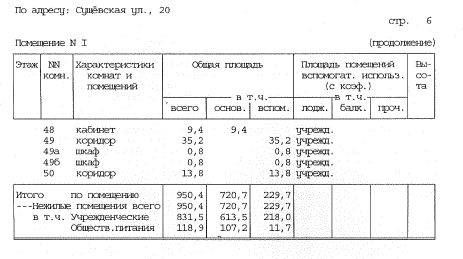 По адресу: Сущёвская ул., 20
стр. 6
Помещение N I (продолжение)
Этаж NN Характеристики Общая площадь Площадь помещений Вы-
комн. комнат и вспомогат. использ. со-
помещений (с коэф.) та
в т.ч. в т.ч.
всего основ. вспом. лодж. балк. проч.
48 кабинет 9,4 9,4 учрежд.
49 коридор 35,2 35,2 учрежд.
49а шкаф 0,8 0,8 учрежд.
49б шкаф 0,8 0,8 учрежд.
50 коридор 13,8 13,8 учрежд.
Итого по помещению 950,4 720,7 229,7
---Нежилые помещения всего 950,4 720,7 229,7
в т.ч. Учрежденческие 831,5 613,5 218,0
Обществ.питания 118,9 107,2 11,7